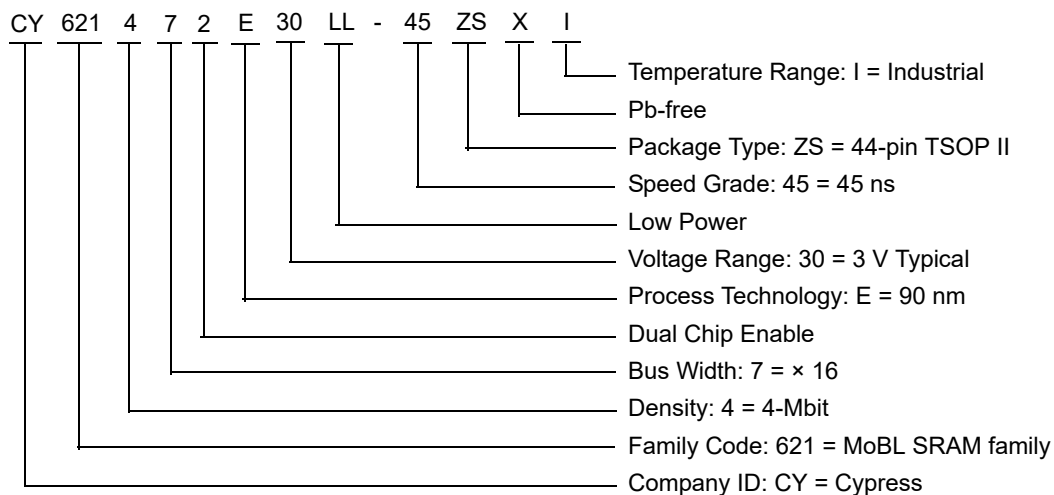 CY 621 4 7 2 E 30 LL - 45 ZS X I
Temperature Range: I = Industrial
Pb-free
Package Type: ZS = 44-pin TSOP II
Speed Grade: 45 = 45 ns
Low Power
Voltage Range: 30 = 3 V Typical
Process Technology: E = 90 nm
Dual Chip Enable
Bus Width: 7 = × 16
Density: 4 = 4-Mbit
Family Code: 621 = MoBL SRAM family
Company ID: CY = Cypress